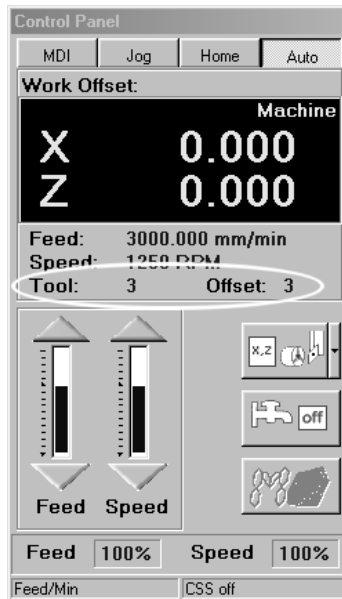 Control Panel
MDI Jog Home Auto
Work Offset:
Machine
X 0.000
Z 0.000
Feed: 3000.000 mm/min
Speed: 1250 RPM
Tool: 3 Offset: 3
x,z
off
Feed Speed
Feed 100% Speed 100%
Feed/Min CSS off